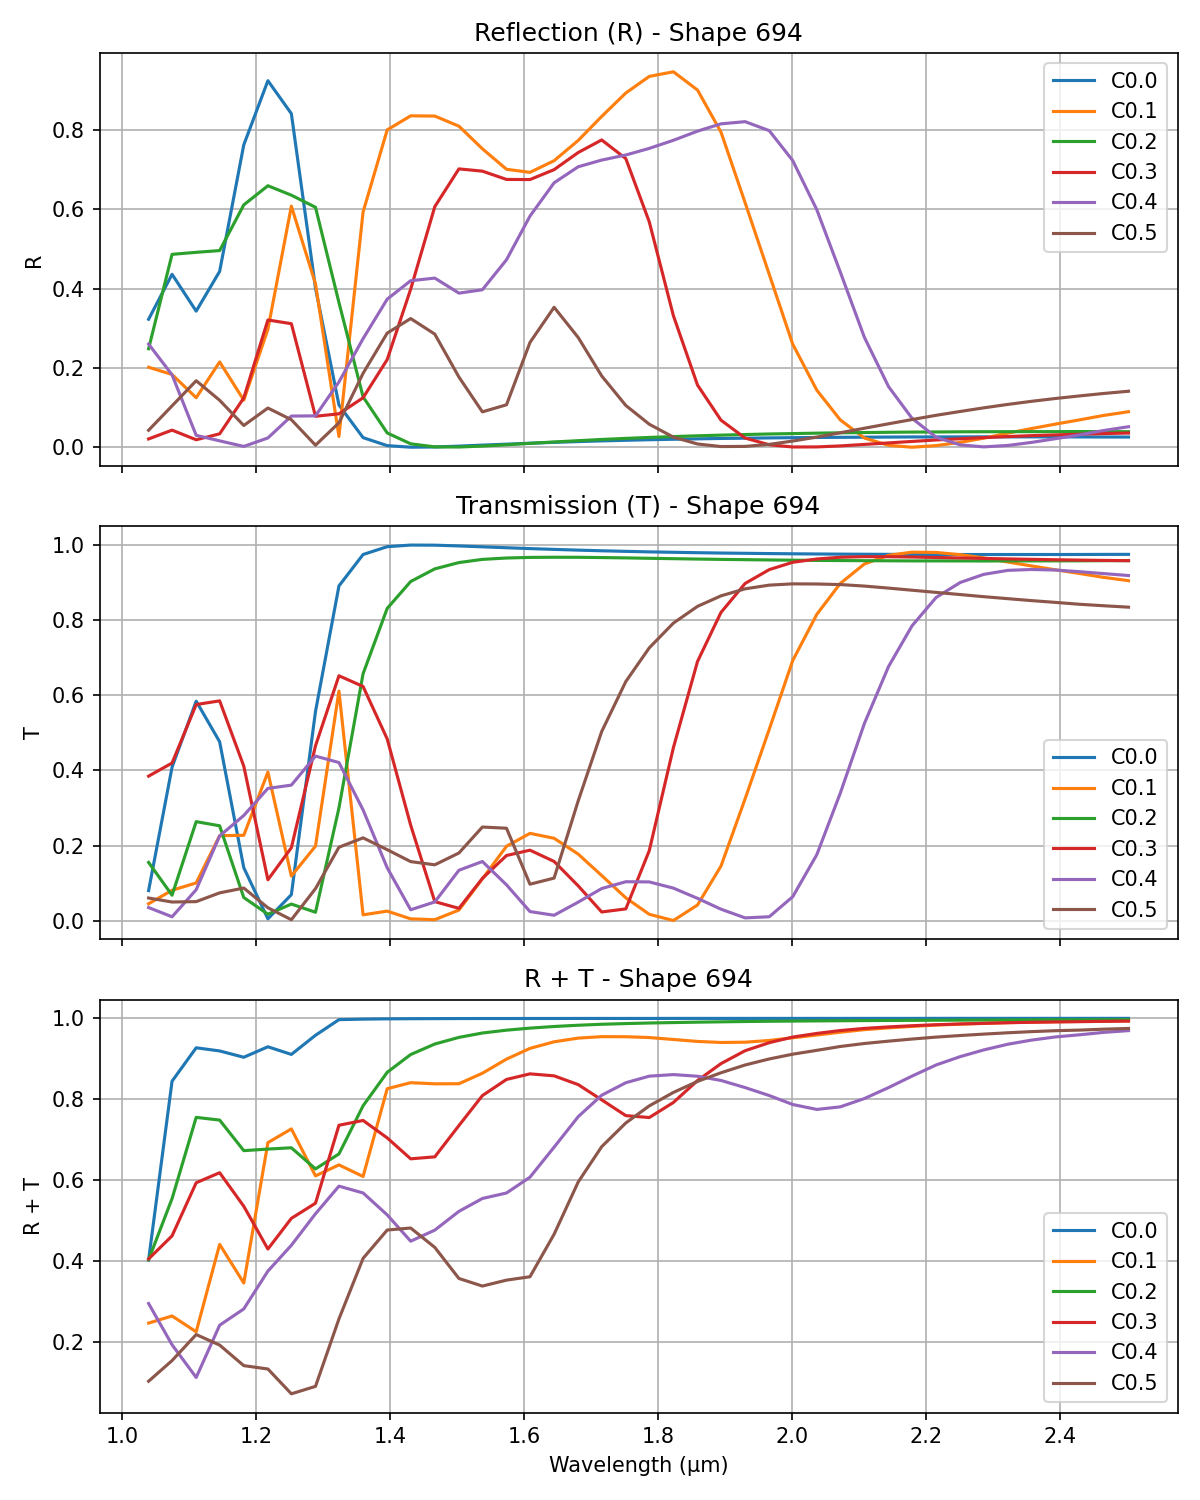 Reflection (R) - Shape 694
R
0.0
0.2
0.4
0.6
0.8
C0.0
C0.1
C0.2
C0.3
C0.4
C0.5
Transmission (T) - Shape 694
T
0.0
0.2
0.4
0.6
0.8
1.0
C0.0
C0.1
C0.2
C0.3
C0.4
C0.5
R + T - Shape 694
R + T
0.2
0.4
0.6
0.8
1.0
C0.0
C0.1
C0.2
C0.3
C0.4
C0.5
1.0 1.2 1.4 1.6 1.8 2.0 2.2 2.4
Wavelength (μm)